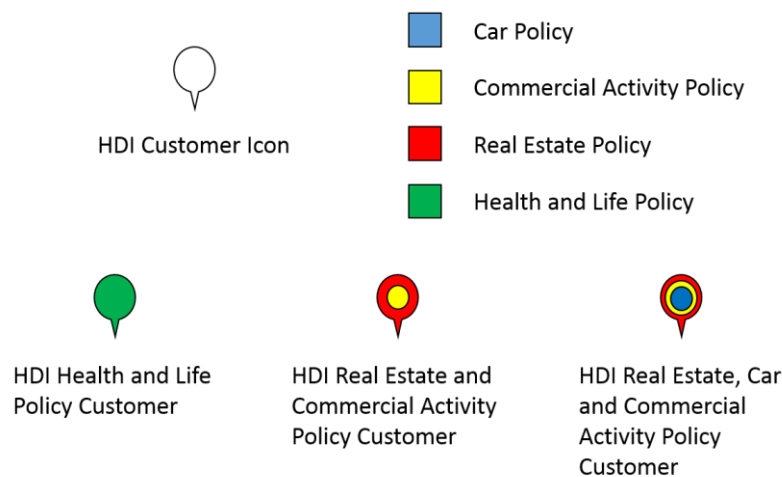 Car Policy
Commercial Activity Policy
HDI Customer Icon
Real Estate Policy
Health and Life Policy
HDI Health and Life
Policy Customer
HDI Real Estate and
Commercial Activity
Policy Customer
HDI Real Estate, Car
and Commercial
Activity Policy
Customer